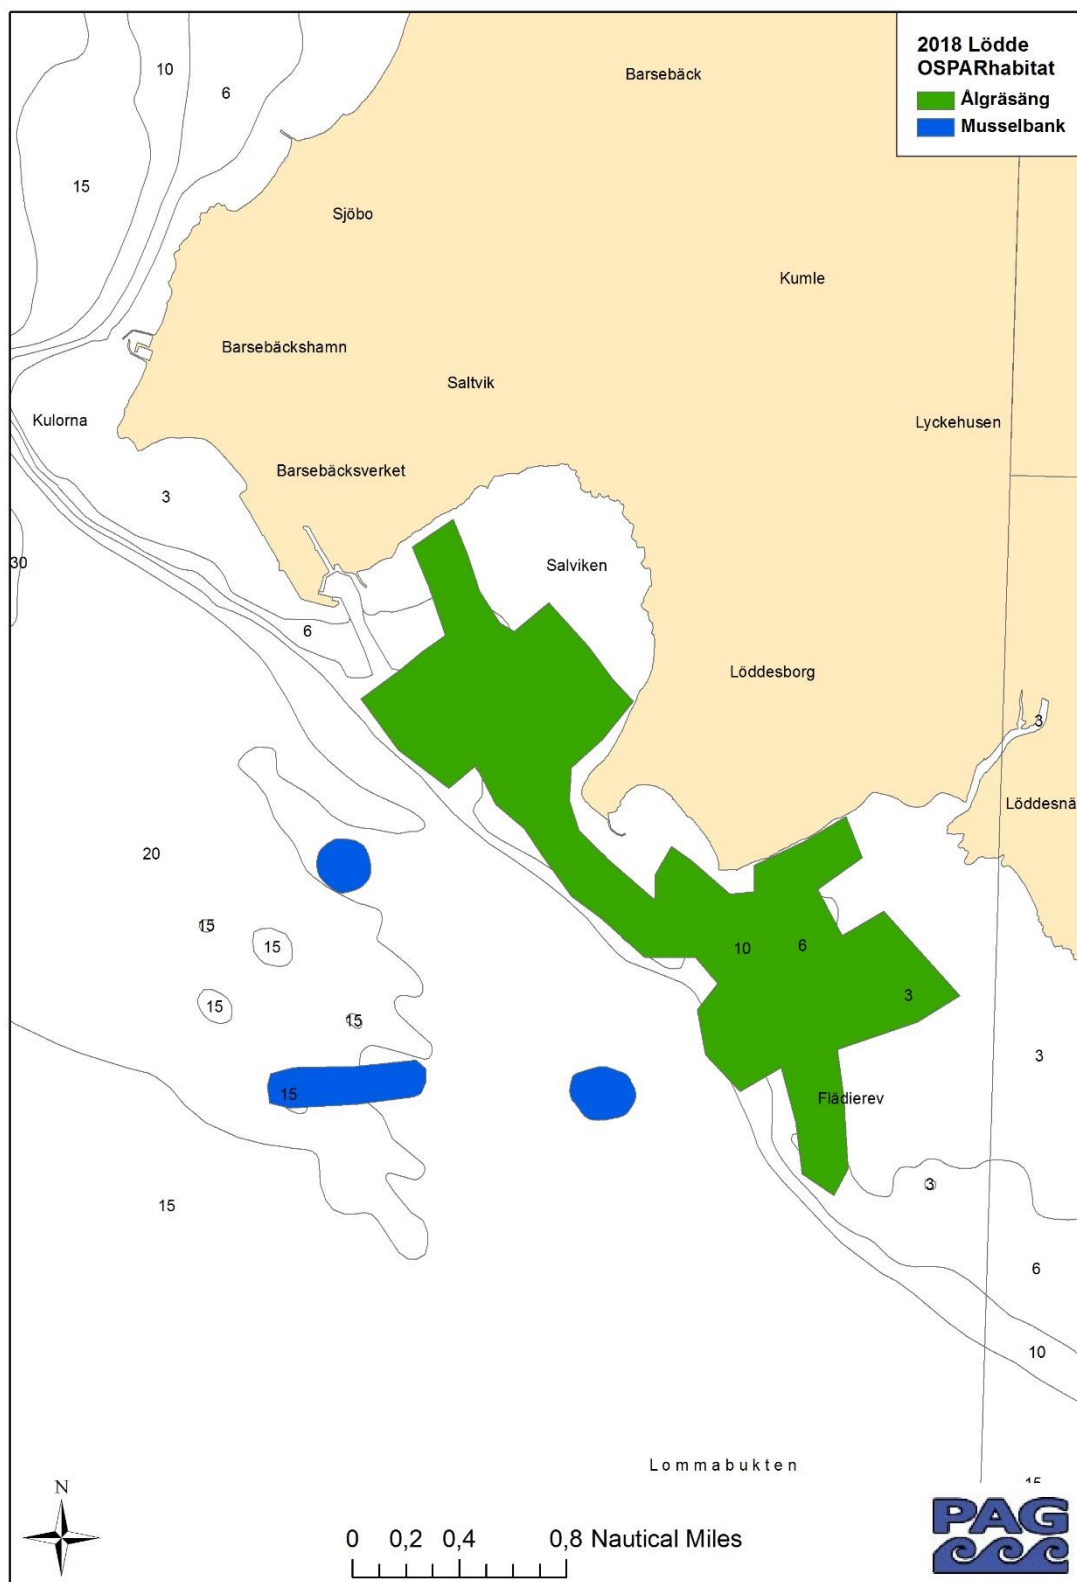 2018 Lödde
OSPARhabitat
Ålgräsäng
Musselbank
Barsebäck
10
6
15
Sjöbo
Kumle
Barsebäckshamn
Saltvik
Kulorna
Lyckehusen
Barsebäcksverket
3
30
Salviken
6
Löddesborg
3
Löddesnä
20
15
15
10
6
15
3
15
3
15
Flädierev
3
15
6
10
Lommabukten
15
N
0 0,2 0,4 0,8 Nautical Miles
PAG